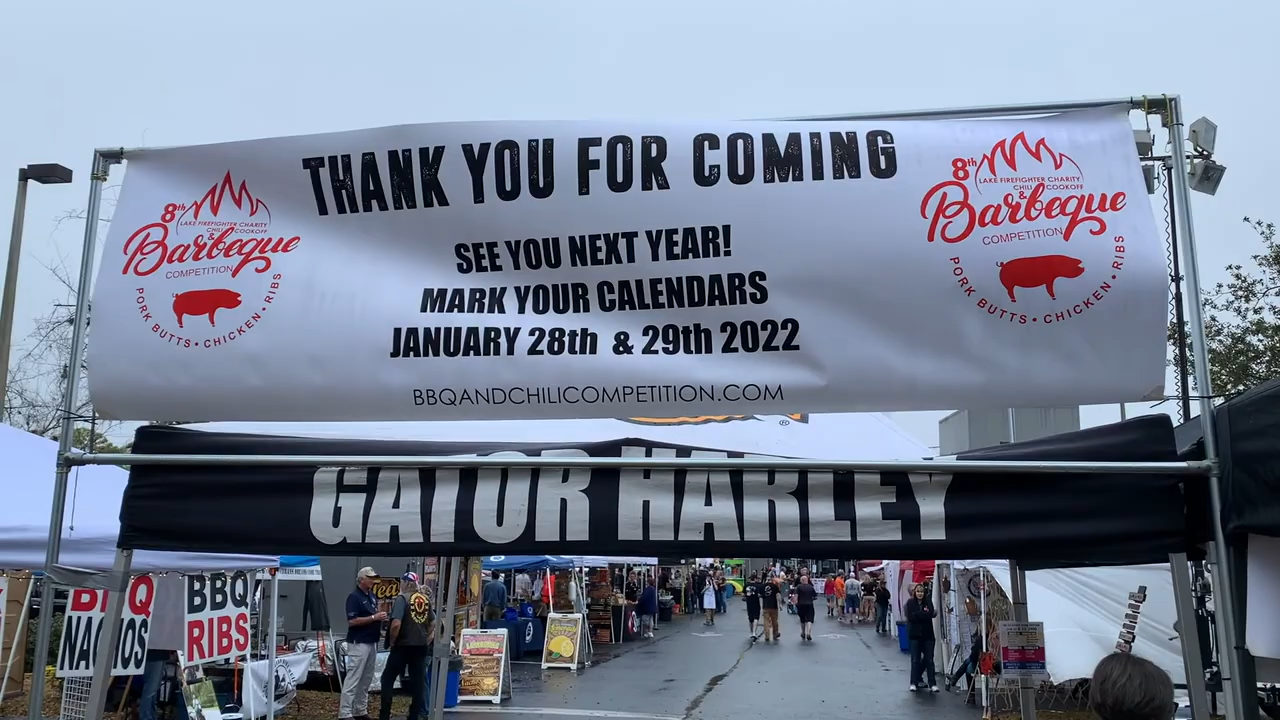 THANK YOU FOR COMING
SEE YOU NEXT YEAR!
MARK YOUR CALENDARS
JANUARY 28th & 29th 2022
BBQANDCHILICOMPETITION.COM
8th
LAKE FIREFIGHTER CHARITY
CHILI COOKOFF
&
Barbeque
COMPETITION
PORK BUTTS • CHICKEN • RIBS
8th
LAKE FIREFIGHTER CHARITY
CHILI COOKOFF
&
Barbeque
COMPETITION
PORK BUTTS • CHICKEN • RIBS
®
GATOR HARLEY
BBQ
NACHOS
BBQ
RIBS